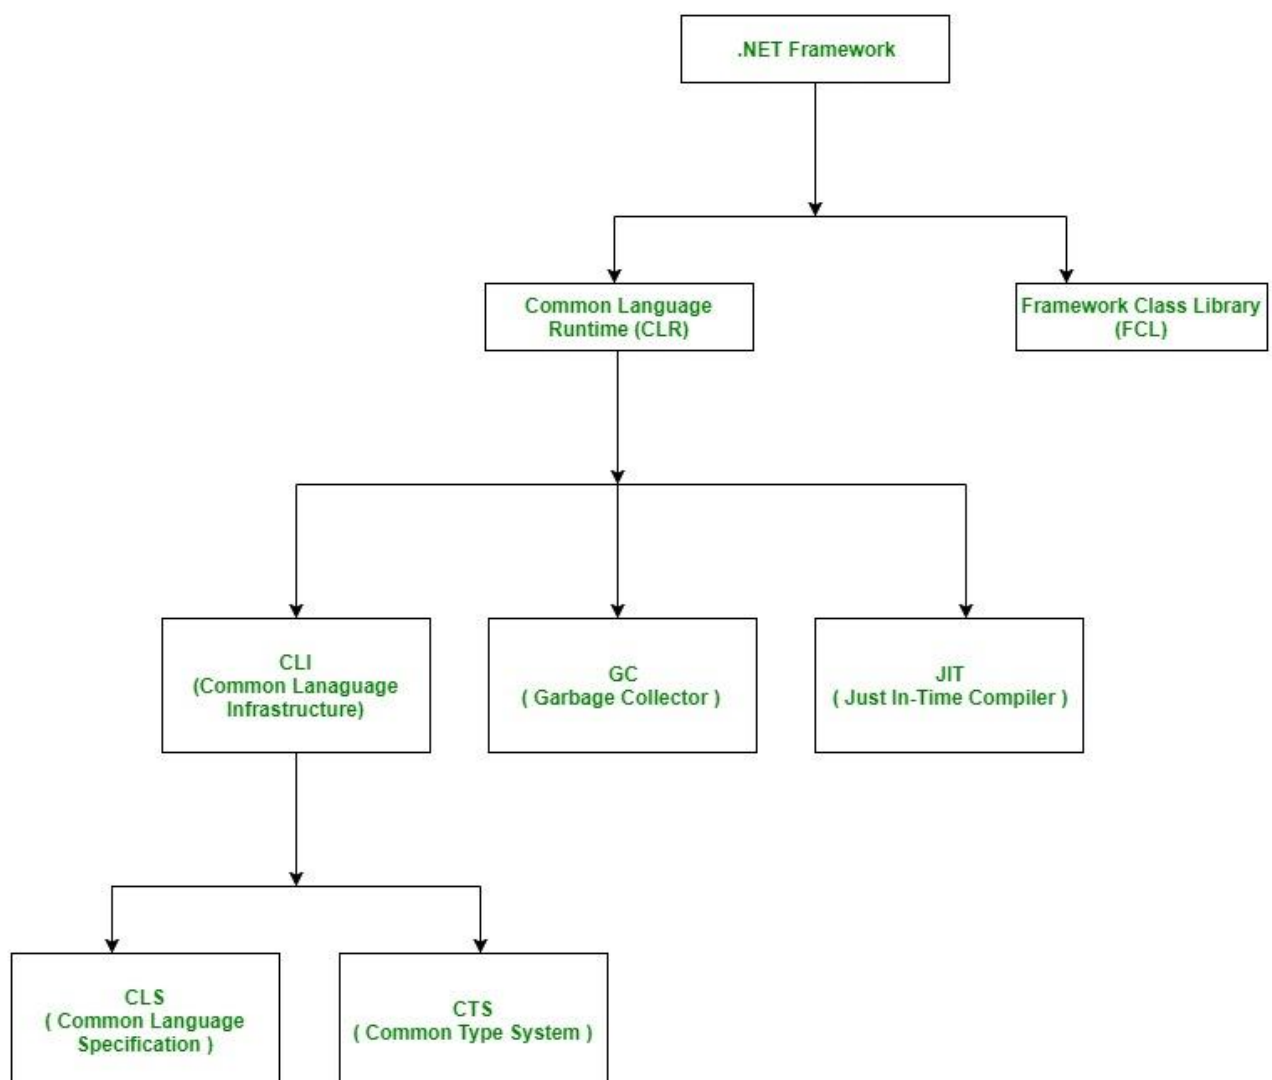 .NET Framework
Common Language
Runtime (CLR)
Framework Class Library
(FCL)
CLI
(Common Lanaguage
Infrastructure)
GC
( Garbage Collector )
JIT
( Just In-Time Compiler )
CLS
( Common Language
Specification )
CTS
( Common Type System )